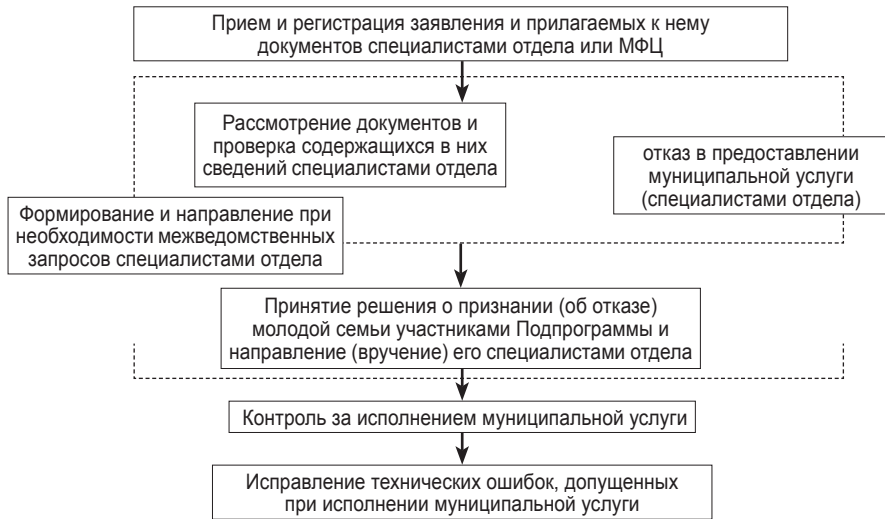 Прием и регистрация заявления и прилагаемых к нему
документов специалистами отдела или МФЦ
Рассмотрение документов и
проверка содержащихся в них
сведений специалистами отдела
отказ в предоставлении
муниципальной услуги
(специалистами отдела)
Формирование и направление при
необходимости межведомственных
запросов специалистами отдела
Принятие решения о признании (об отказе)
молодой семьи участниками Подпрограммы и
направление (вручение) его специалистами отдела
Контроль за исполнением муниципальной услуги
Исправление технических ошибок, допущенных
при исполнении муниципальной услуги